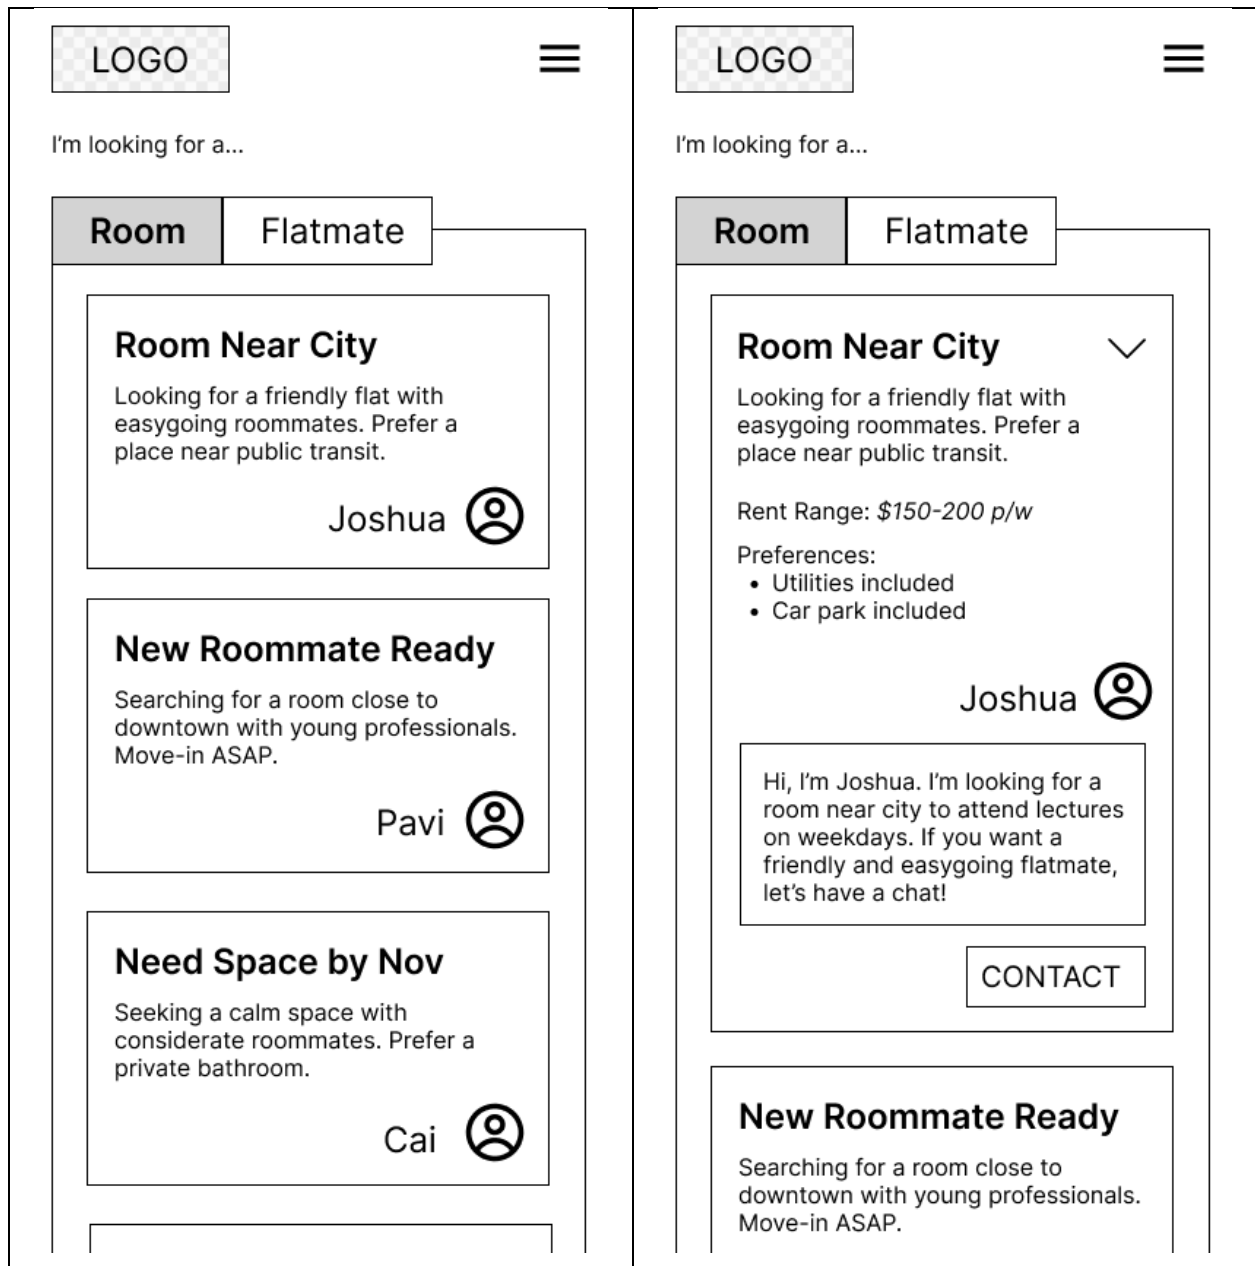 LOGO
I'm looking for a...
Room
Flatmate
Room Near City
Looking for a friendly flat with
easygoing roommates. Prefer a
place near public transit.
Joshua
New Roommate Ready
Searching for a room close to
downtown with young professionals.
Move-in ASAP.
Pavi
Need Space by Nov
Seeking a calm space with
considerate roommates. Prefer a
private bathroom.
Cai
LOGO
I'm looking for a...
Room
Flatmate
Room Near City
Looking for a friendly flat with
easygoing roommates. Prefer a
place near public transit.
Rent Range: $150-200 p/w
Preferences:
• Utilities included
• Car park included
Joshua
Hi, I'm Joshua. I'm looking for a
room near city to attend lectures
on weekdays. If you want a
friendly and easygoing flatmate,
let's have a chat!
CONTACT
New Roommate Ready
Searching for a room close to
downtown with young professionals.
Move-in ASAP.